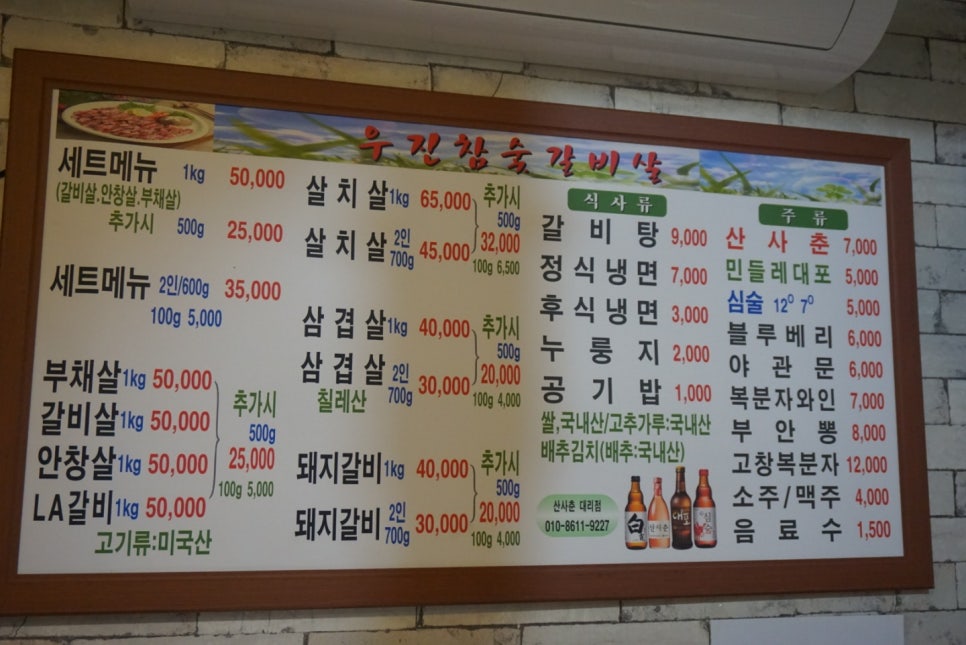 우진참숯갈비살
세트메뉴 1kg 50,000
(갈비살,안창살,부채살)
추가시 500g 25,000
세트메뉴 2인/600g 35,000
100g 5,000
부채살 1kg 50,000
갈비살 1kg 50,000
안창살 1kg 50,000
LA갈비 1kg 50,000
추가시
500g
25,000
100g 5,000
고기류:미국산
살치살 1kg 65,000
살치살 2인 700g 45,000
추가시
500g
32,000
100g 6,500
삼겹살 1kg 40,000
삼겹살 2인 700g 30,000
칠레산
추가시
500g
20,000
100g 4,000
돼지갈비 1kg 40,000
돼지갈비 2인 700g 30,000
추가시
500g
20,000
100g 4,000
식사류
갈비탕 9,000
정식냉면 7,000
후식냉면 3,000
누룽지 2,000
공기밥 1,000
쌀,국내산/고추가루:국내산
배추김치(배추:국내산)
산사춘 대리점
010-8611-9227
白
산사춘
대포
심술
주류
산사춘 7,000
민들레대포 5,000
심술 12⁰ 7⁰ 5,000
블루베리 6,000
야관문 6,000
복분자와인 7,000
부안뽕 8,000
고창복분자 12,000
소주/맥주 4,000
음료수 1,500